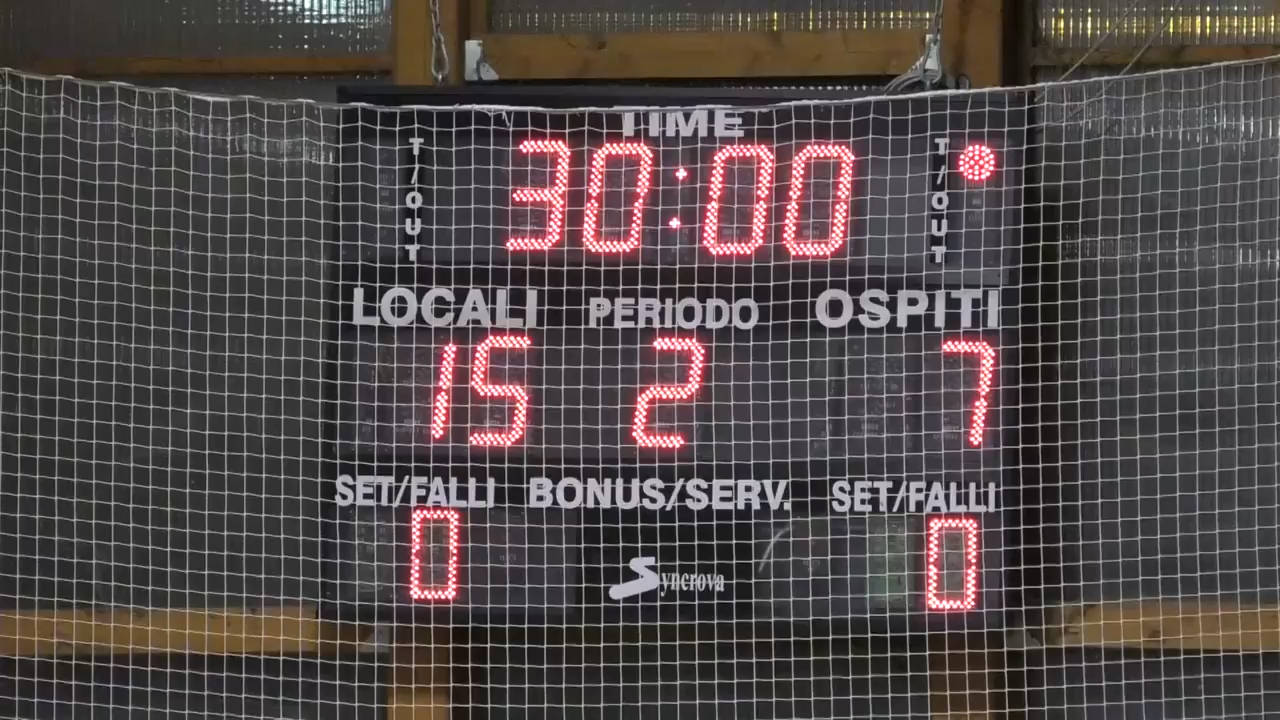 TIME
T/OUT 30:00 T/OUT
LOCALI PERIODO OSPITI
15 2 7
SET/FALLI BONUS/SERV. SET/FALLI
0 0
Syncrova